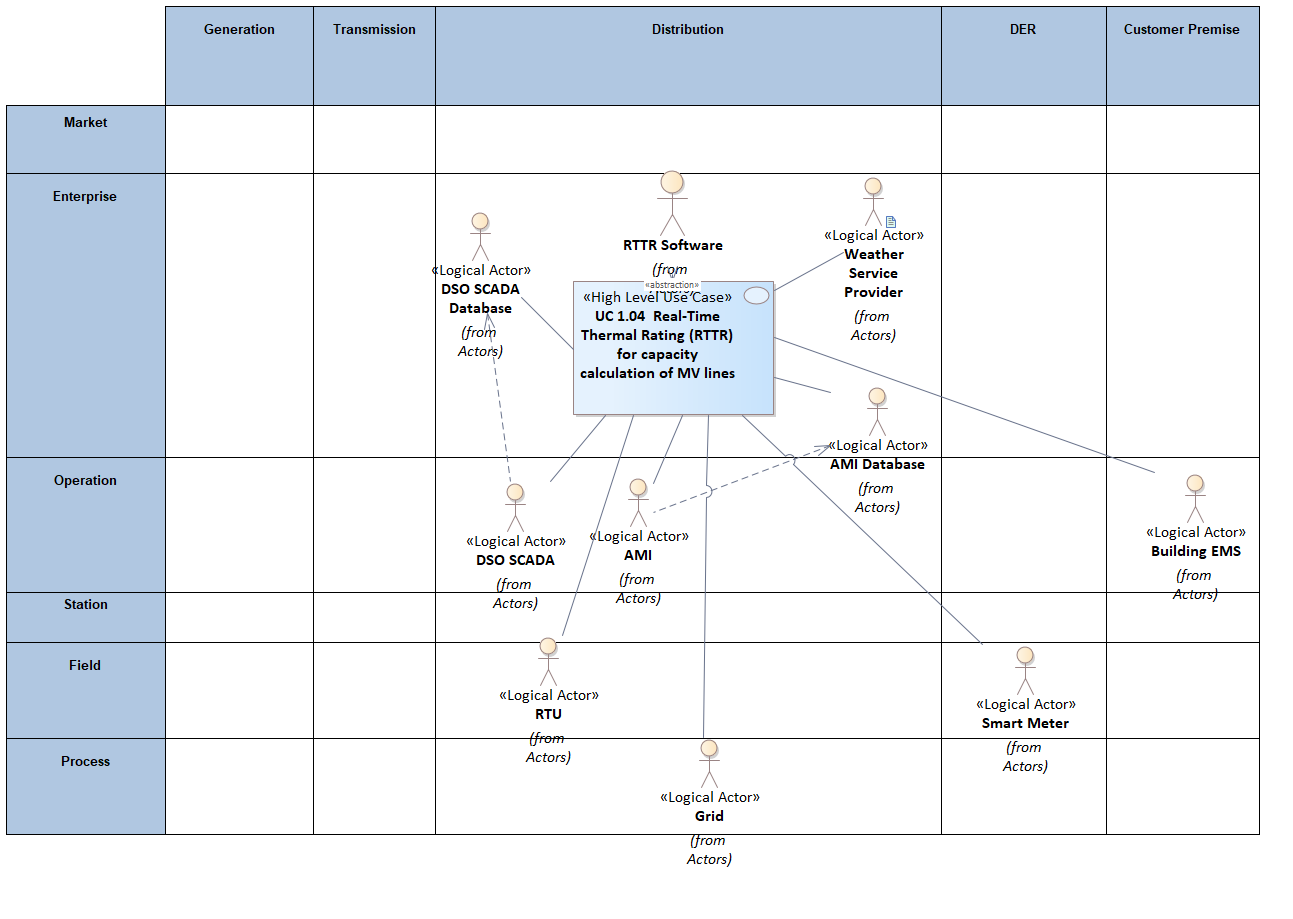 Generation
Transmission
Distribution
DER
Customer Premise
Market
Enterprise
RTTR Software
(from
Actors)
«abstraction»
«Logical Actor»
Weather
Service
Provider
(from
Actors)
«Logical Actor»
DSO SCADA
Database
(from
Actors)
«High Level Use Case»
UC 1.04  Real-Time
Thermal Rating (RTTR)
for capacity
calculation of MV lines
«Logical Actor»
AMI Database
(from
Actors)
Operation
«Logical Actor»
DSO SCADA
(from
Actors)
«Logical Actor»
AMI
(from
Actors)
«Logical Actor»
Building EMS
(from
Actors)
Station
Field
«Logical Actor»
RTU
(from
Actors)
«Logical Actor»
Smart Meter
(from
Actors)
Process
«Logical Actor»
Grid
(from
Actors)